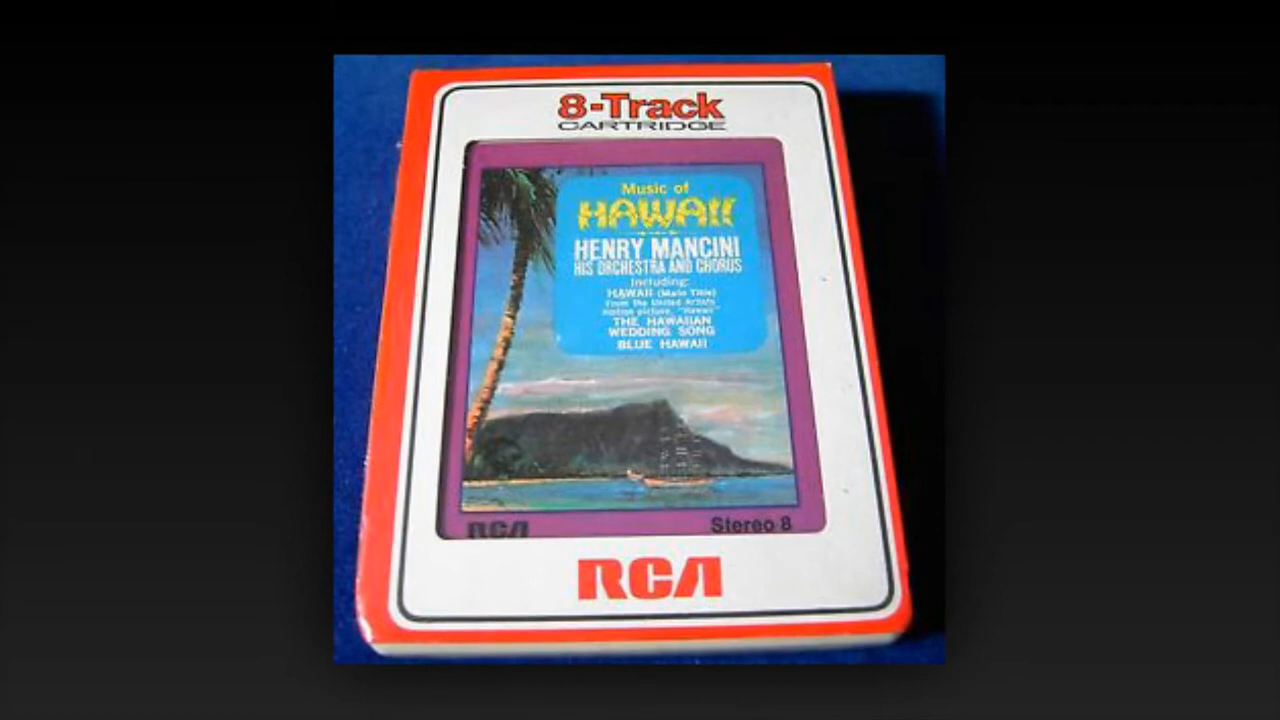 8-Track
CARTRIDGE
Music of
HAWAII
HENRY MANCINI
HIS ORCHESTRA AND CHORUS
Including:
HAWAII (Main Title)
From the United Artists
motion picture, "Hawaii"
THE HAWAIIAN
WEDDING SONG
BLUE HAWAII
RCA Stereo 8
RCA